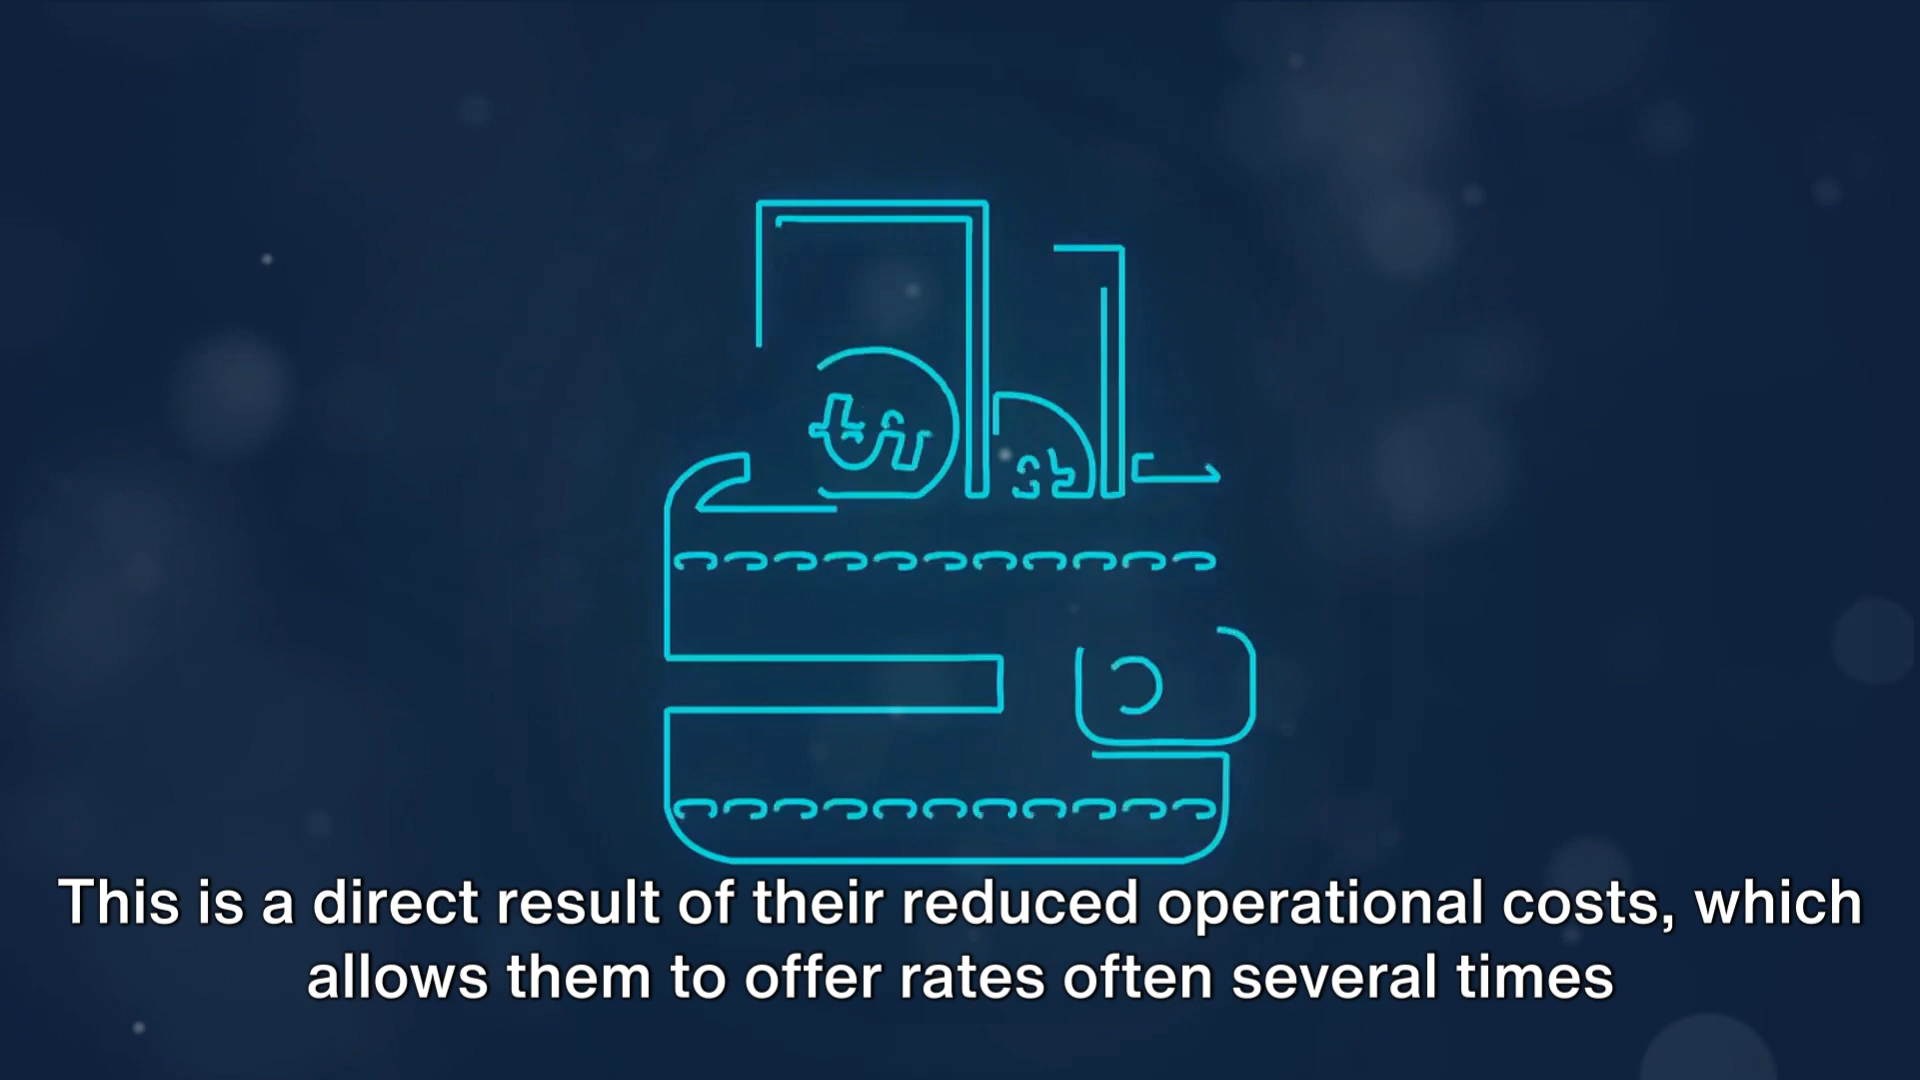 This is a direct result of their reduced operational costs, which
allows them to offer rates often several times